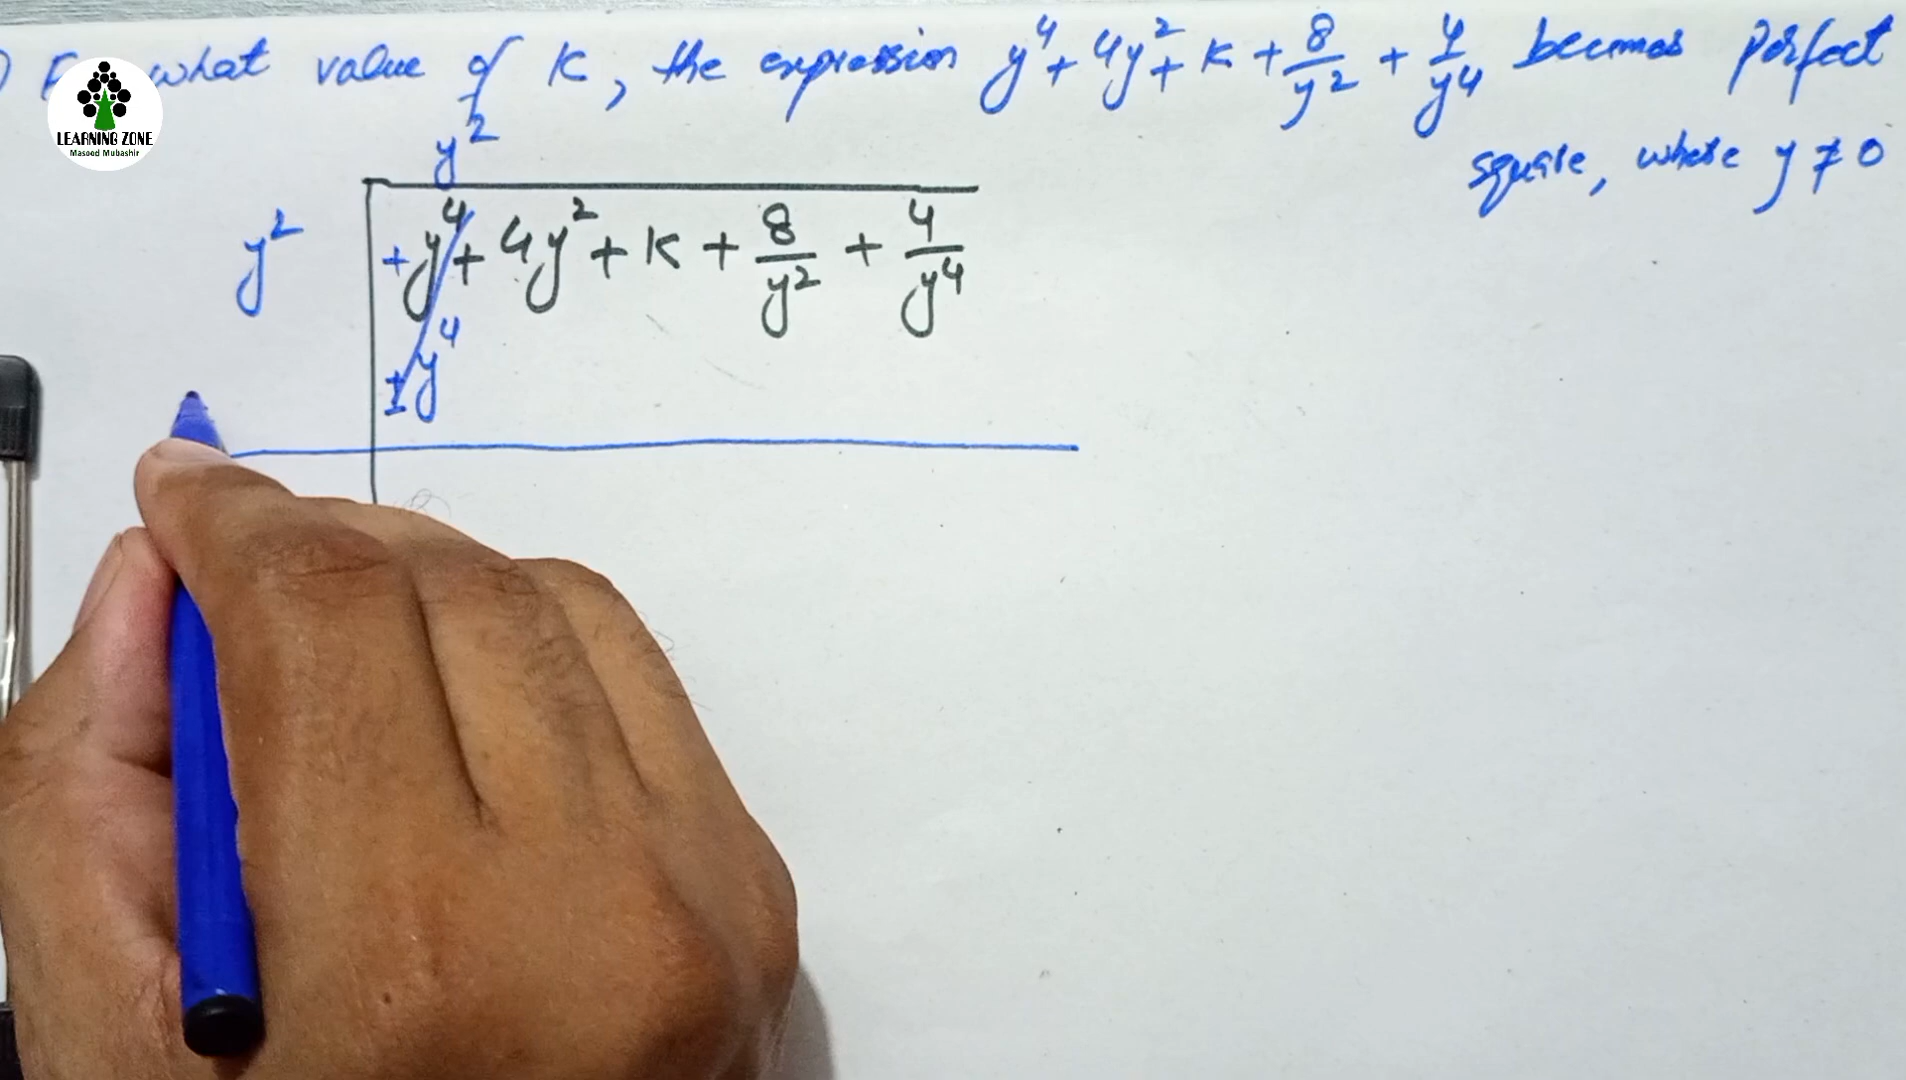 what value of K, the expression y⁴ + 4y² + K + 8/y² + 4/y⁴ becomes perfect
square, where y ≠ 0
LEARNING ZONE
Masood Mubashir
y²
y² +y⁴ + 4y² + K + 8/y² + 4/y⁴
±y⁴